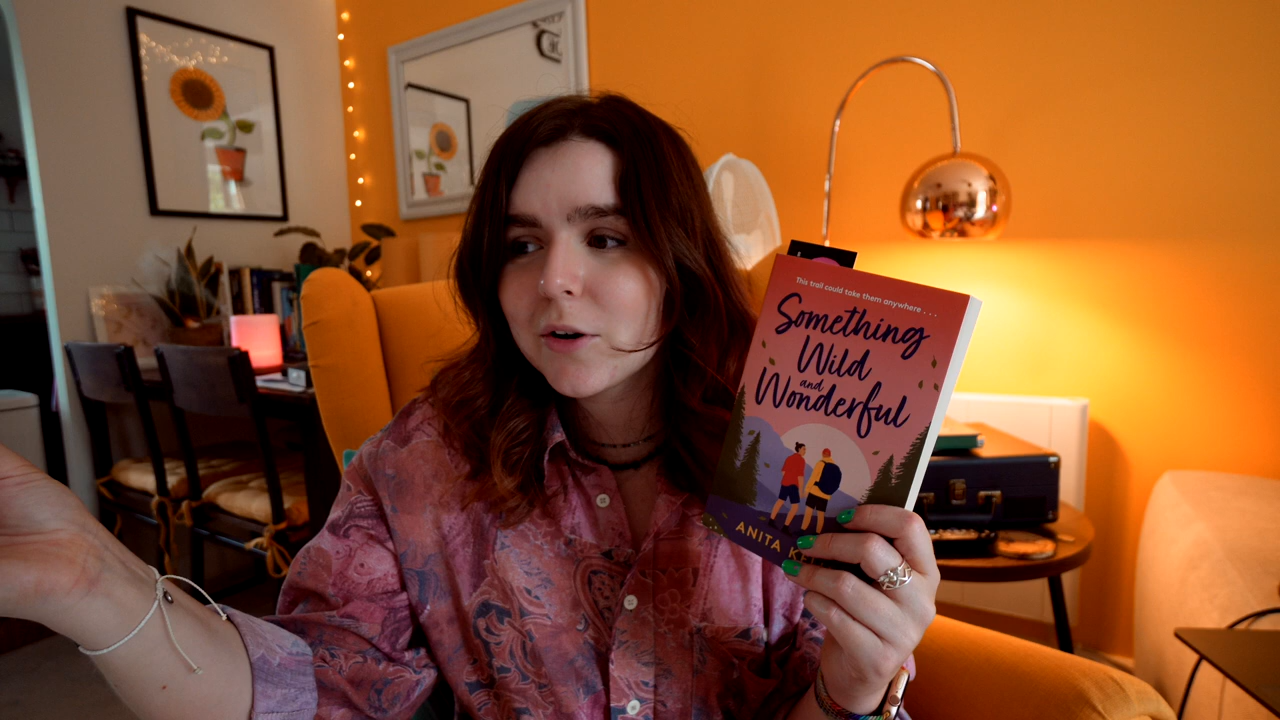 This trail could take them anywhere . . .
Something
Wild
and
Wonderful
ANITA